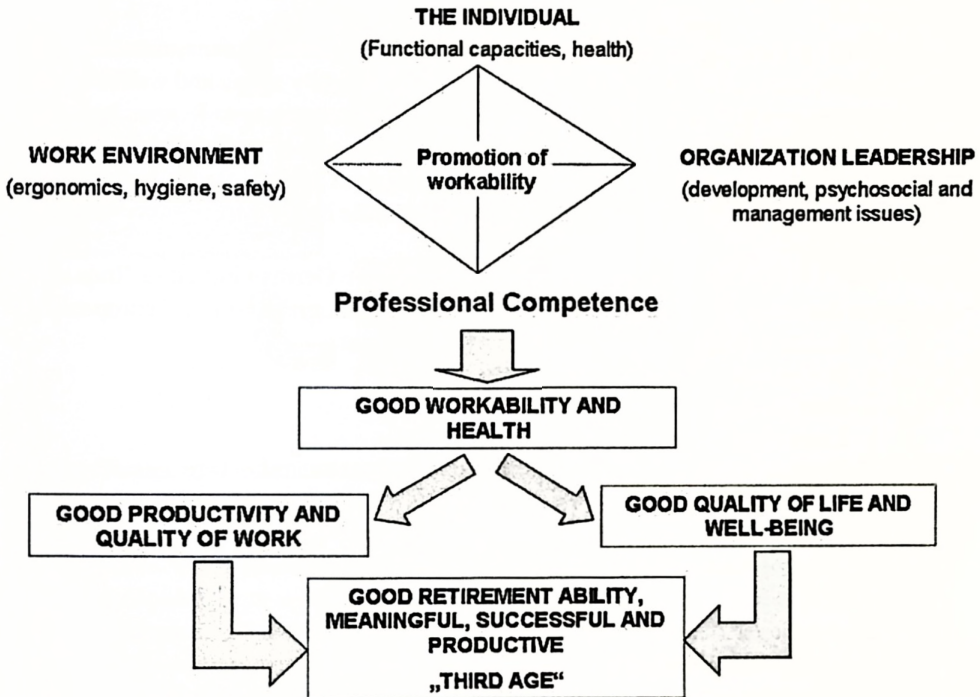 THE INDIVIDUAL
(Functional capacities, health)
WORK ENVIRONMENT
(ergonomics, hygiene, safety)
Promotion of
workability
ORGANIZATION LEADERSHIP
(development, psychosocial and
management issues)
Professional Competence
GOOD WORKABILITY AND
HEALTH
GOOD PRODUCTIVITY AND
QUALITY OF WORK
GOOD QUALITY OF LIFE AND
WELL-BEING
GOOD RETIREMENT ABILITY,
MEANINGFUL, SUCCESSFUL AND
PRODUCTIVE
„THIRD AGE“